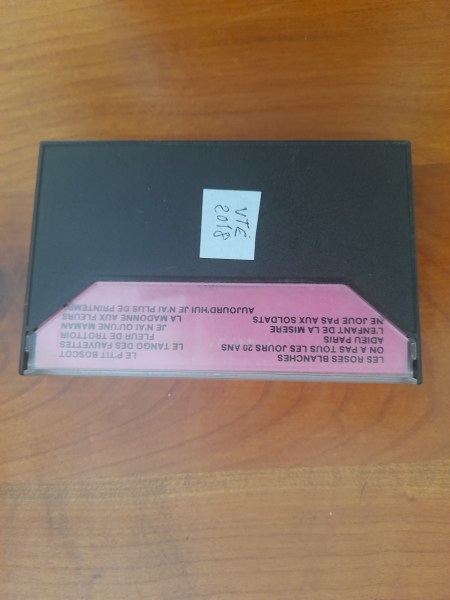 VTÉ
2018
LES ROSES BLANCHES
ON A PAS TOUS LES JOURS 20 ANS
ADIEU PARIS
L'ENFANT DE LA MISERE
NE JOUE PAS AUX SOLDATS
LE P'TIT BOSCOT
LE TANGO DES FAUVETTES
FLEUR DE TROTTOIR
JE N'AI QU'UNE MAMAN
LA MADONNE AUX FLEURS
AUJOURD'HUI JE N'AI PLUS DE PRINTEMPS